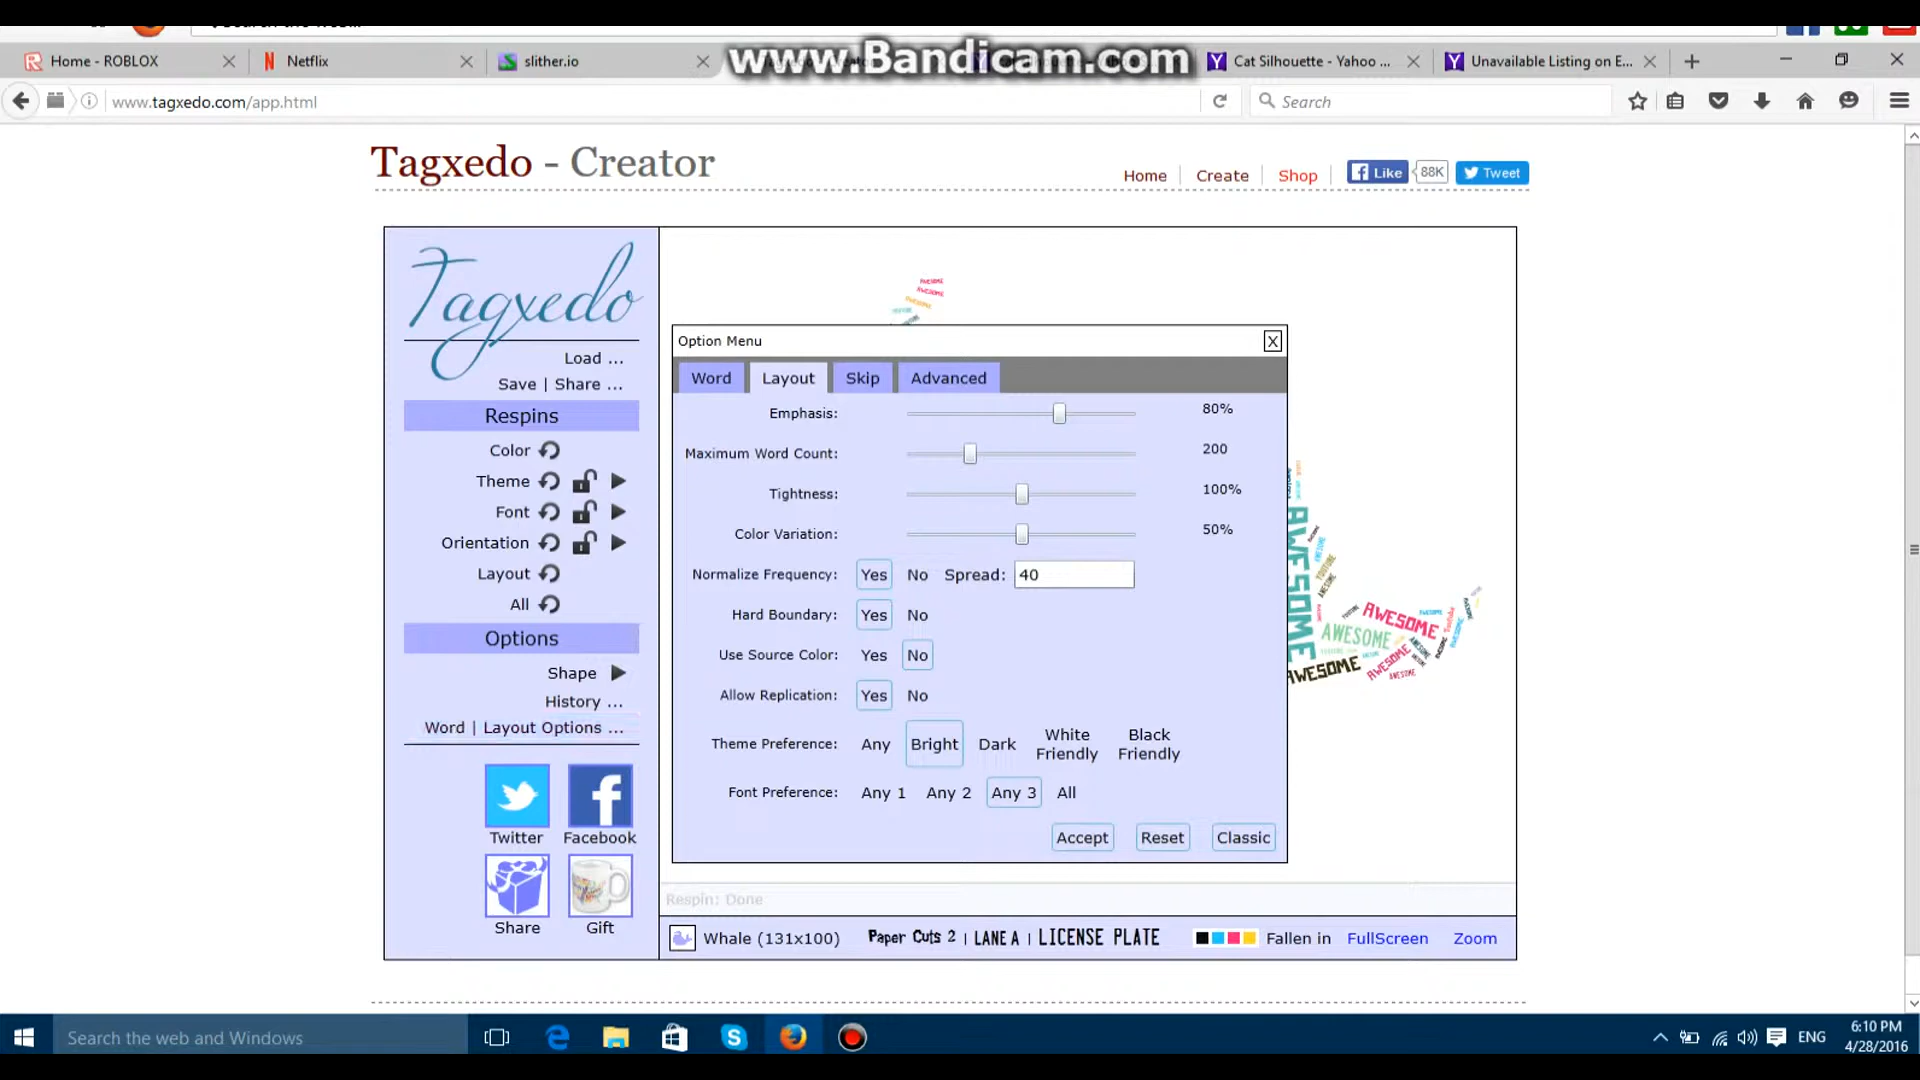 www.Bandicam.com
Home - ROBLOX
Netflix
slither.io
Cat Silhouette - Yahoo ...
Unavailable Listing on E...
www.tagxedo.com/app.html
Search
Tagxedo - Creator
Home
Create
Shop
Like
88K
Tweet
Tagxedo
Load ...
Save | Share ...
Respins
Color
Theme
Font
Orientation
Layout
All
Options
Shape
History ...
Word | Layout Options ...
Twitter
Facebook
Share
Gift
AWESOME
AWESOME
AWESOME
Option Menu
X
Word
Layout
Skip
Advanced
Emphasis:
80%
Maximum Word Count:
200
Tightness:
100%
Color Variation:
50%
Normalize Frequency:
Yes
No
Spread:
40
Hard Boundary:
Yes
No
Use Source Color:
Yes
No
Allow Replication:
Yes
No
Theme Preference:
Any
Bright
Dark
White
Friendly
Black
Friendly
Font Preference:
Any 1
Any 2
Any 3
All
Accept
Reset
Classic
AWESOME
AWESOME
AWESOME
AWESOME
AWESOME
Respin: Done
Whale (131x100)
Paper Cuts 2 | LANE A | LICENSE PLATE
Fallen in
FullScreen
Zoom
Search the web and Windows
ENG
6:10 PM
4/28/2016